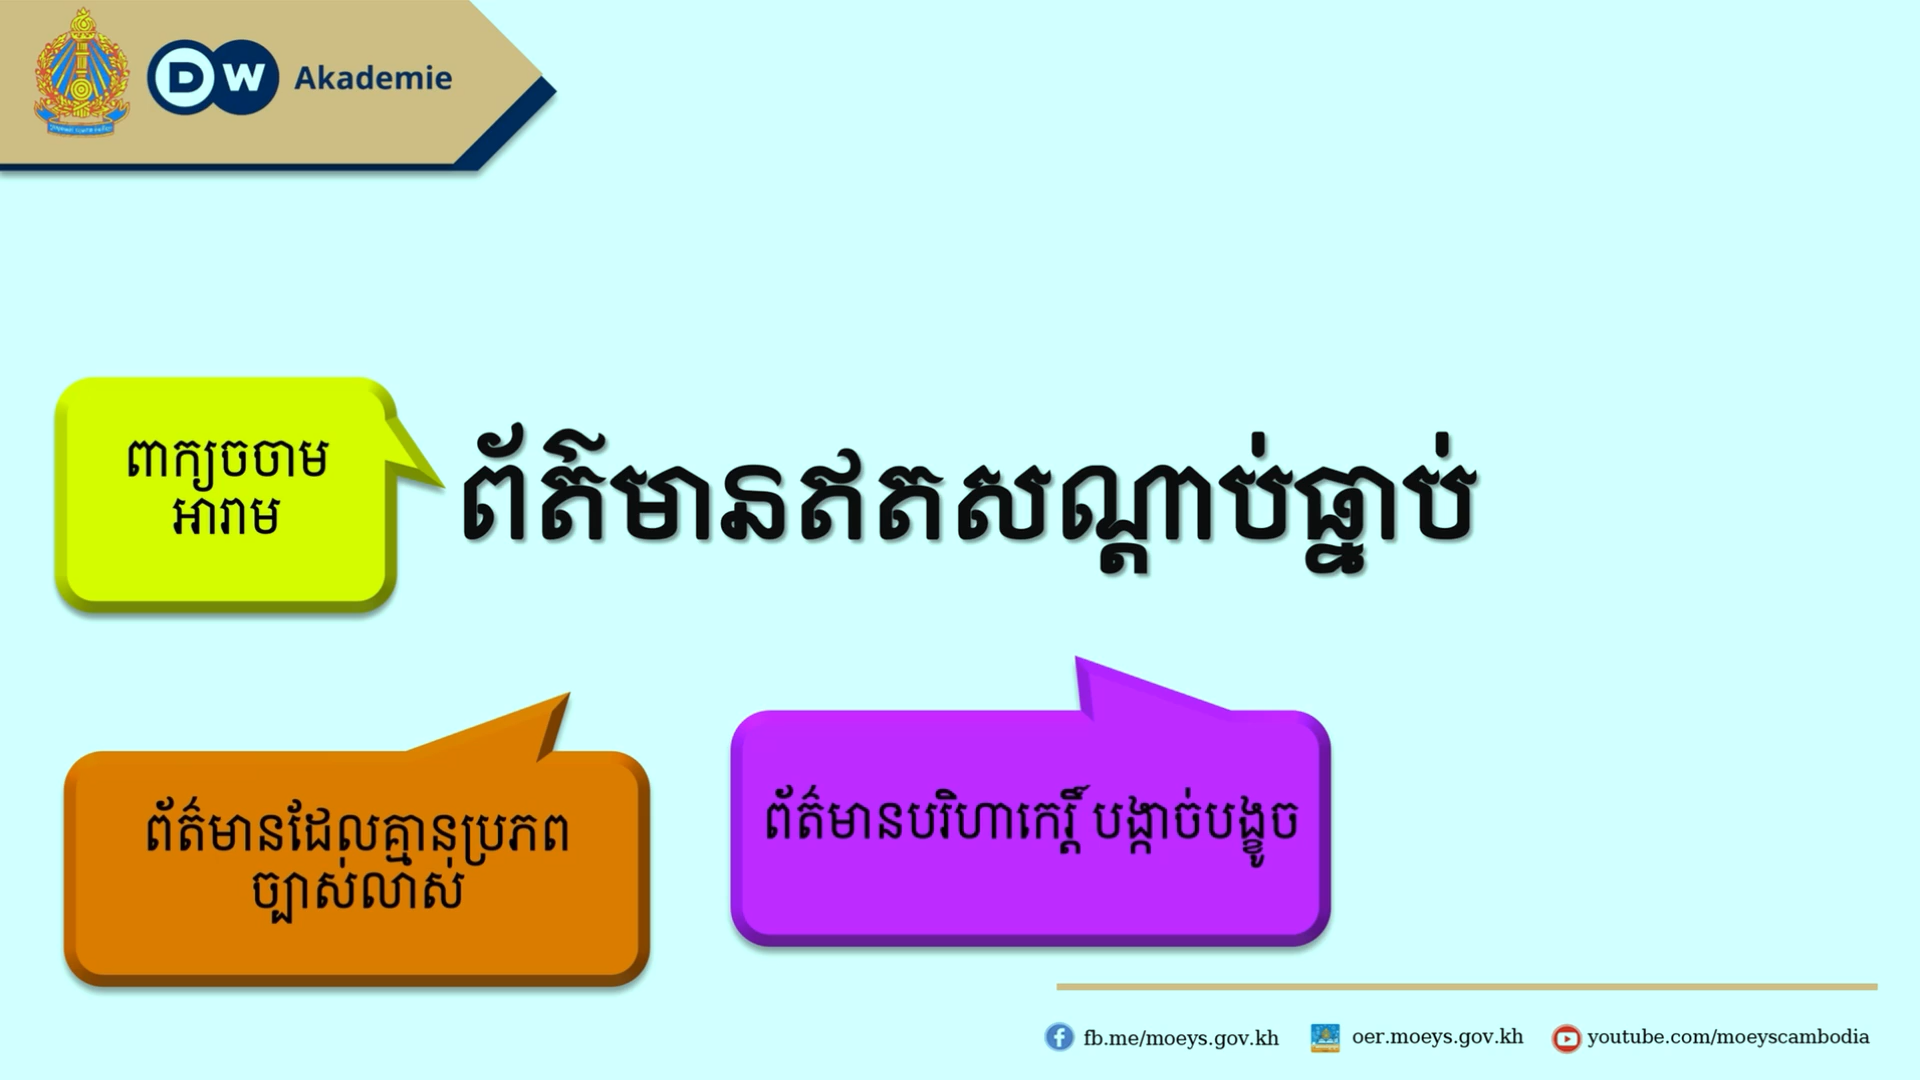 DW Akademie
ពាក្យចចាម
អារាម
ព័ត៌មានឥតសណ្តាប់ធ្នាប់
ព័ត៌មានដែលគ្មានប្រភព
ច្បាស់លាស់
ព័ត៌មានបរិហាកេរ្តិ៍ បង្កាច់បង្ខូច
fb.me/moeys.gov.kh
oer.moeys.gov.kh
youtube.com/moeyscambodia